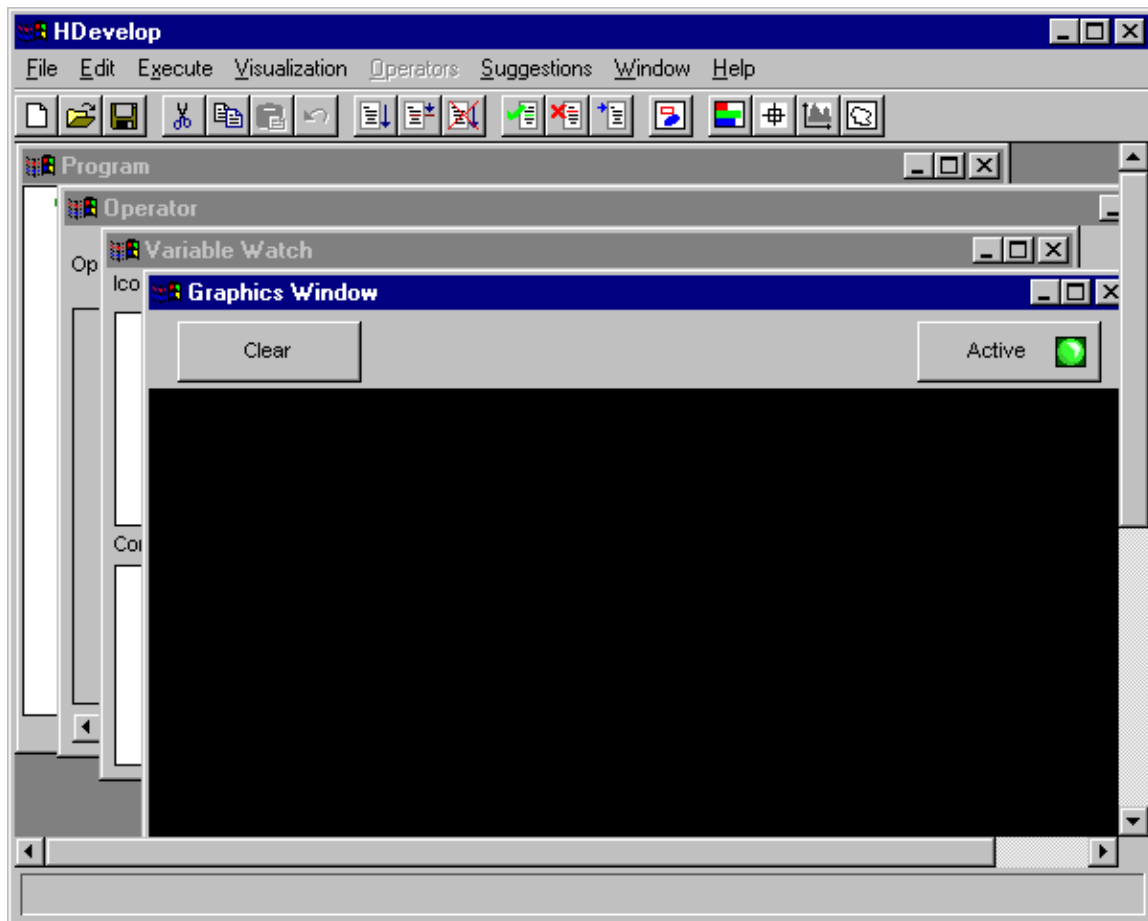 HDevelop
File Edit Execute Visualization Operators Suggestions Window Help
Program
Operator
Op
Variable Watch
Ico
Graphics Window
Clear Active
Co